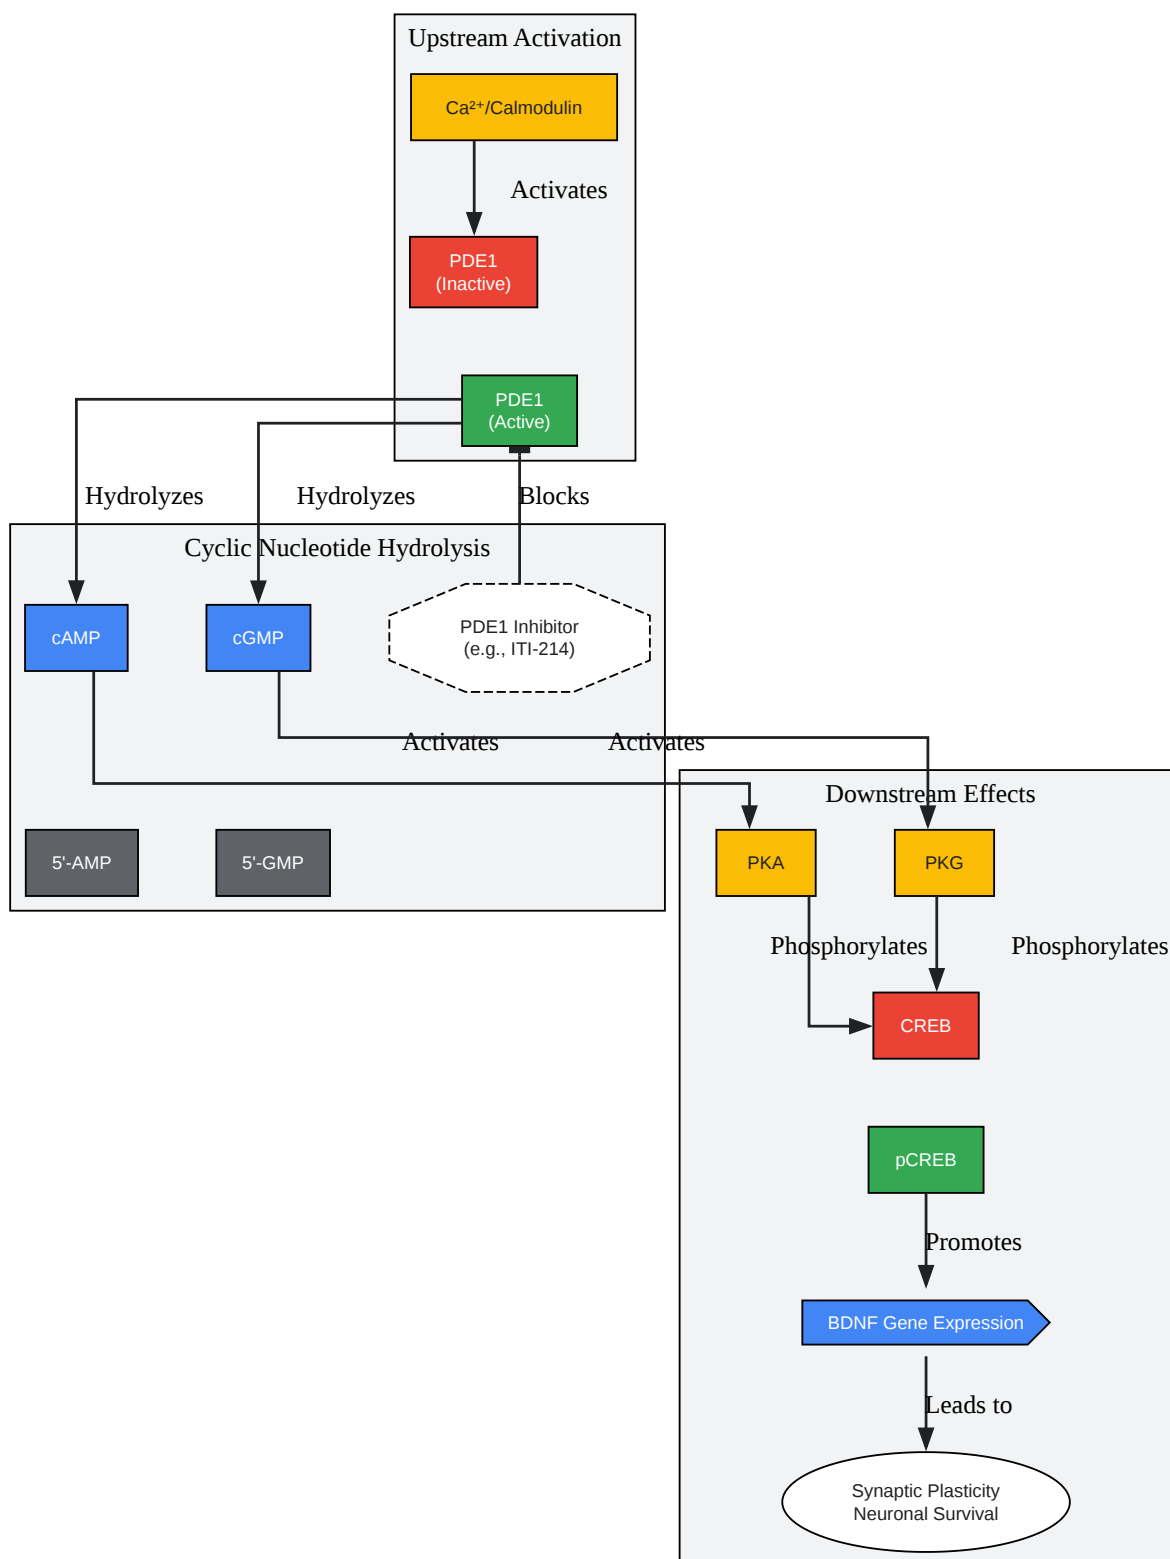 Upstream Activation
Ca²⁺/Calmodulin
Activates
PDE1
(Inactive)
PDE1
(Active)
Hydrolyzes
Hydrolyzes
Blocks
Cyclic Nucleotide Hydrolysis
cAMP
cGMP
PDE1 Inhibitor
(e.g., ITI-214)
Activates
Activates
Downstream Effects
5'-AMP
5'-GMP
PKA
PKG
Phosphorylates
Phosphorylates
CREB
pCREB
Promotes
BDNF Gene Expression
Leads to
Synaptic Plasticity
Neuronal Survival